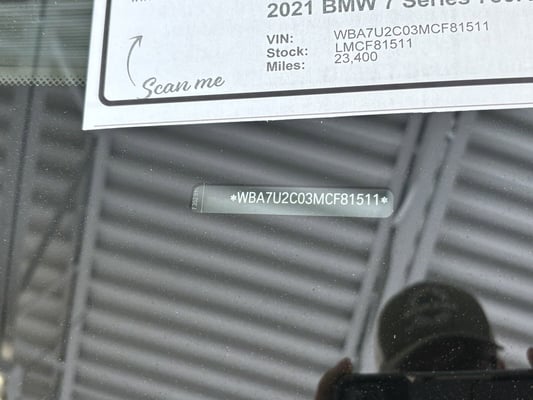 2021 BMW 7 Series
VIN: WBA7U2C03MCF81511
Stock: LMCF81511
Miles: 23,400
Scan me
*WBA7U2C03MCF81511*